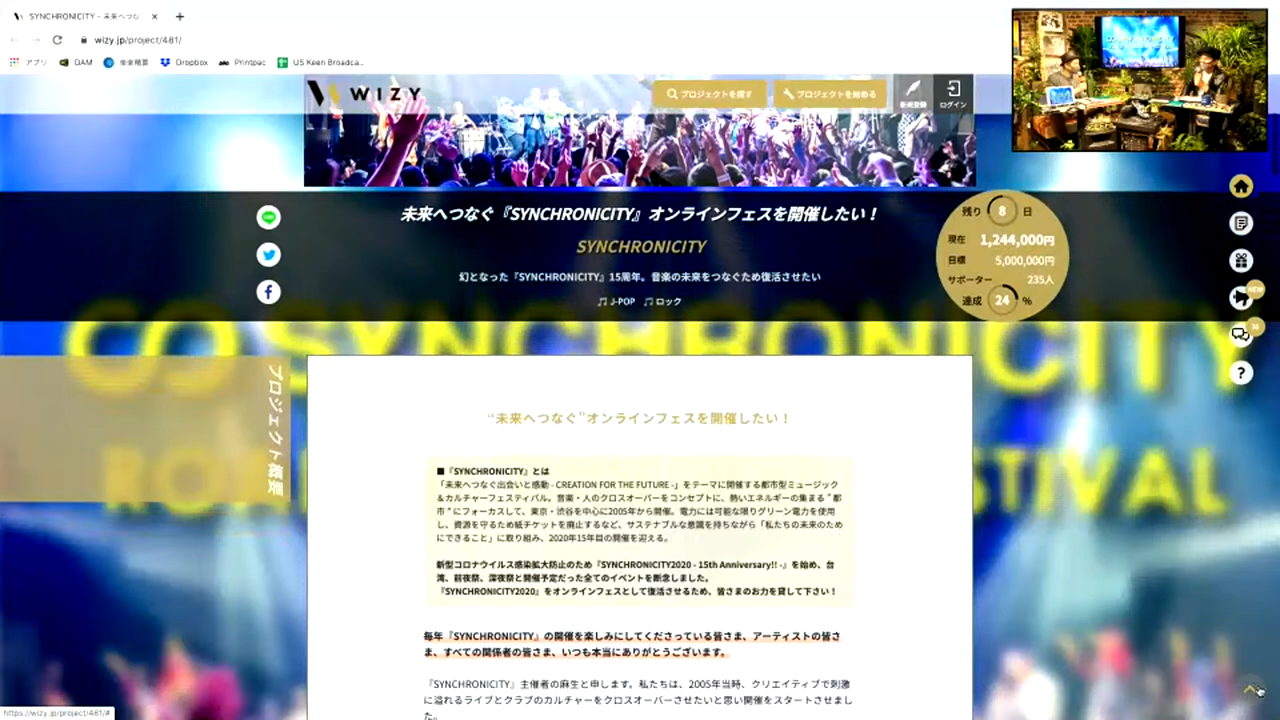 SYNCHRONICITY - 未来へつな
wizy.jp/project/481/
アプリ
DAM
楽楽精算
Dropbox
Printpac
US Keen Broadca...
WIZY
プロジェクトを探す
プロジェクトを始める
新規登録
ログイン
未来へつなぐ『SYNCHRONICITY』オンラインフェスを開催したい！
SYNCHRONICITY
幻となった『SYNCHRONICITY』15周年。音楽の未来をつなぐため復活させたい
J-POP ロック
残り 8 日
現在 1,244,000円
目標 5,000,000円
サポーター 235人
達成 24 %
NEW
?
プロジェクト概要
“未来へつなぐ”オンラインフェスを開催したい！
■『SYNCHRONICITY』とは
「未来へつなぐ出会いと感動 - CREATION FOR THE FUTURE -」をテーマに開催する都市型ミュージック
＆カルチャーフェスティバル。音楽・人のクロスオーバーをコンセプトに、熱いエネルギーの集まる " 都
市 " にフォーカスして、東京・渋谷を中心に2005年から開催。電力には可能な限りグリーン電力を使用
し、資源を守るため紙チケットを廃止するなど、サステナブルな意識を持ちながら「私たちの未来のため
にできること」に取り組み、2020年15年目の開催を迎える。
新型コロナウイルス感染拡大防止のため『SYNCHRONICITY2020 - 15th Anniversary!! -』を始め、台
湾、前夜祭、深夜祭と開催予定だった全てのイベントを断念しました。
『SYNCHRONICITY2020』をオンラインフェスとして復活させるため、皆さまのお力を貸して下さい！
毎年『SYNCHRONICITY』の開催を楽しみにしてくださっている皆さま、アーティストの皆さ
ま、すべての関係者の皆さま、いつも本当にありがとうございます。
『SYNCHRONICITY』主催者の麻生と申します。私たちは、2005年当時、クリエイティブで刺激
に溢れるライブとクラブのカルチャーをクロスオーバーさせたいと思い開催をスタートさせまし
た。
https://wizy.jp/project/481/#